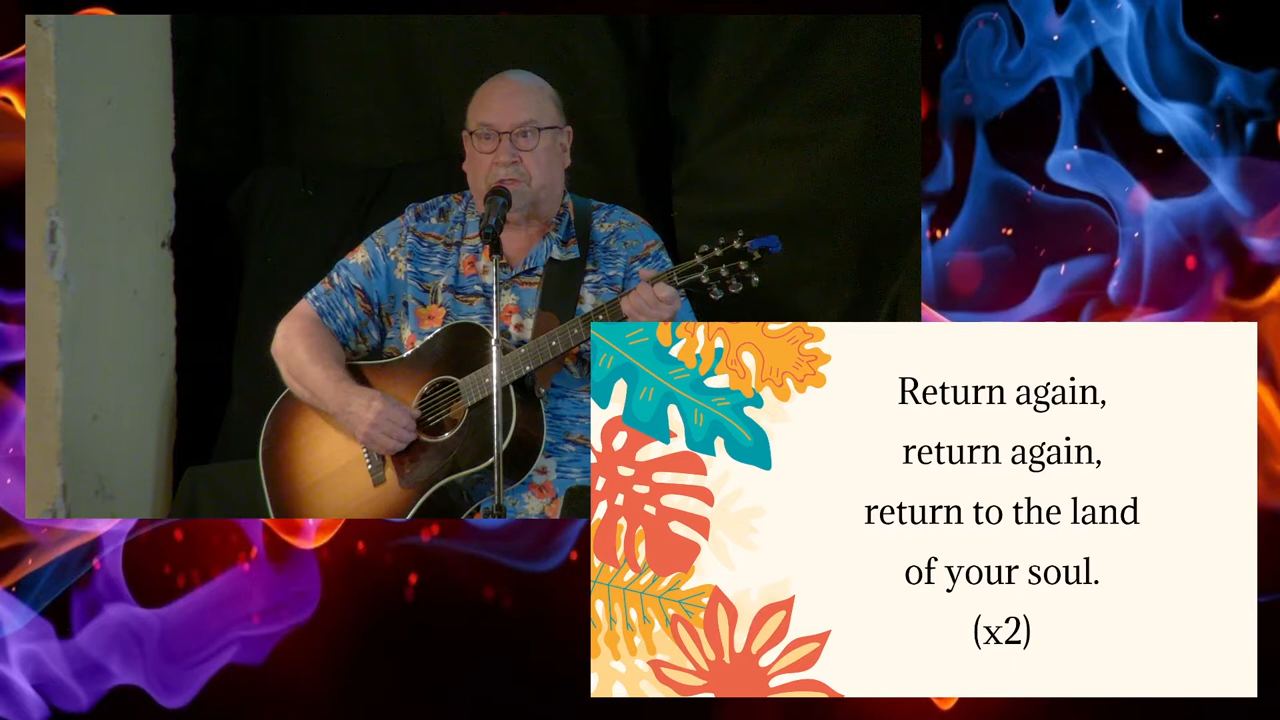 Return again,
return again,
return to the land
of your soul.
(x2)